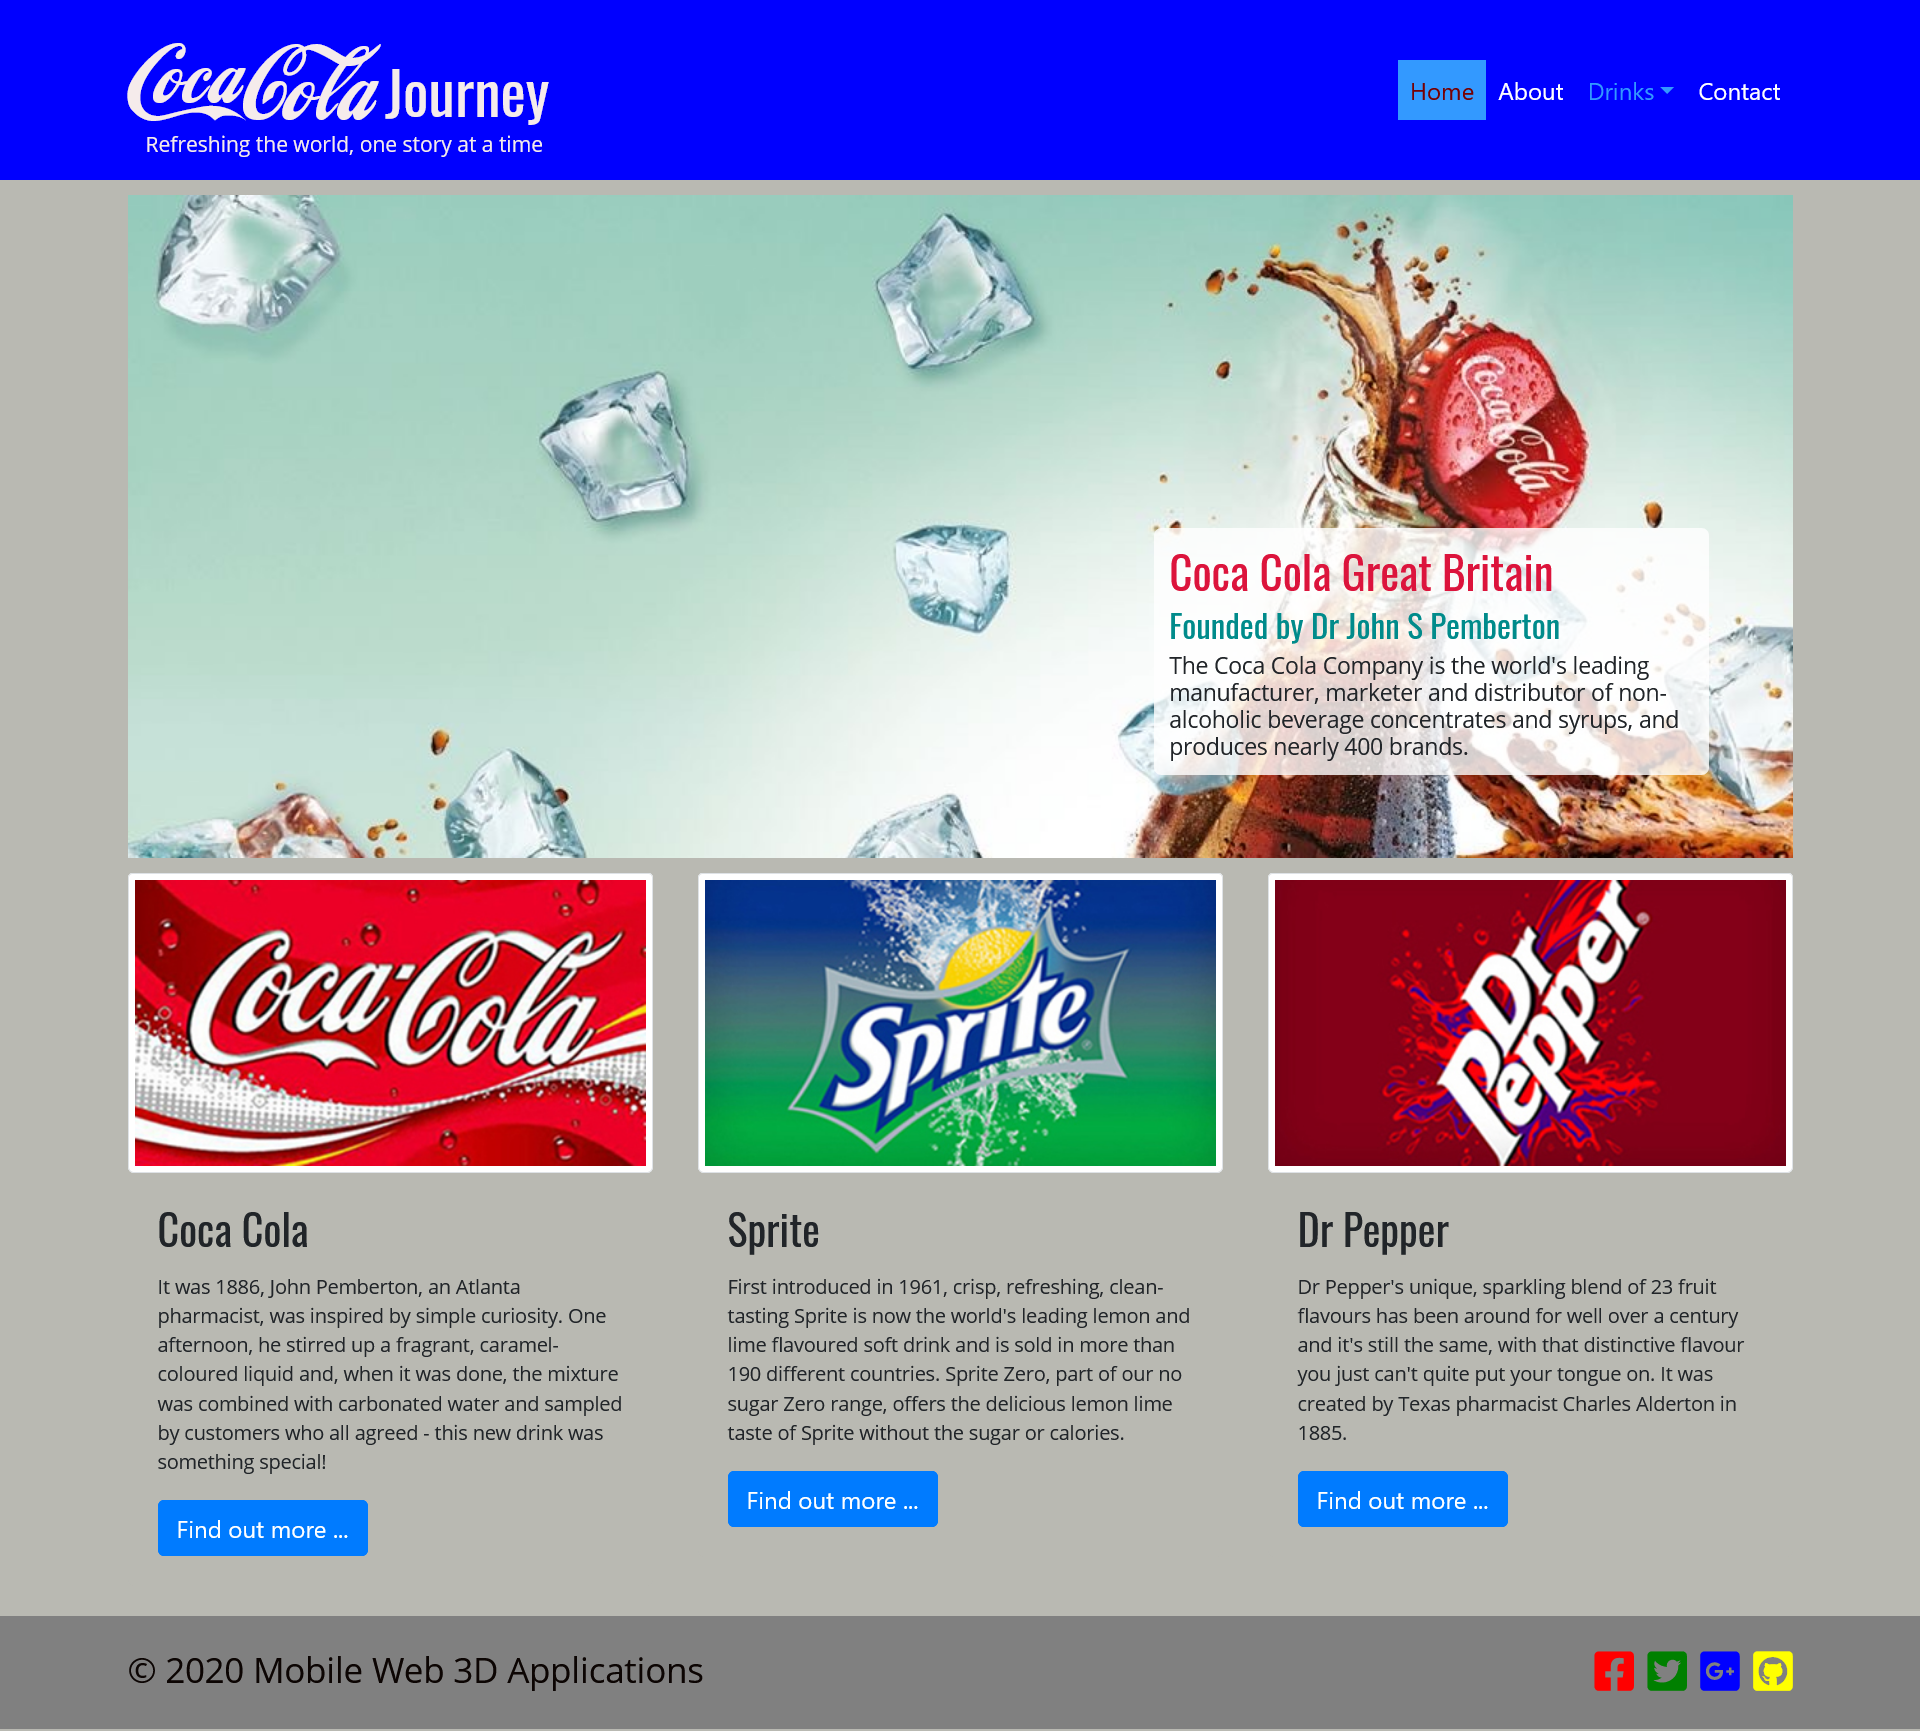 Coca Cola Journey
Refreshing the world, one story at a time
Home About Drinks Contact
Coca-Cola
Coca Cola Great Britain
Founded by Dr John S Pemberton
The Coca Cola Company is the world's leading
manufacturer, marketer and distributor of non-
alcoholic beverage concentrates and syrups, and
produces nearly 400 brands.
Coca-Cola
Coca Cola
It was 1886, John Pemberton, an Atlanta
pharmacist, was inspired by simple curiosity. One
afternoon, he stirred up a fragrant, caramel-
coloured liquid and, when it was done, the mixture
was combined with carbonated water and sampled
by customers who all agreed - this new drink was
something special!
Find out more ...
Sprite
®
Sprite
First introduced in 1961, crisp, refreshing, clean-
tasting Sprite is now the world's leading lemon and
lime flavoured soft drink and is sold in more than
190 different countries. Sprite Zero, part of our no
sugar Zero range, offers the delicious lemon lime
taste of Sprite without the sugar or calories.
Find out more ...
Dr
Pepper ®
Dr Pepper
Dr Pepper's unique, sparkling blend of 23 fruit
flavours has been around for well over a century
and it's still the same, with that distinctive flavour
you just can't quite put your tongue on. It was
created by Texas pharmacist Charles Alderton in
1885.
Find out more ...
© 2020 Mobile Web 3D Applications
G+